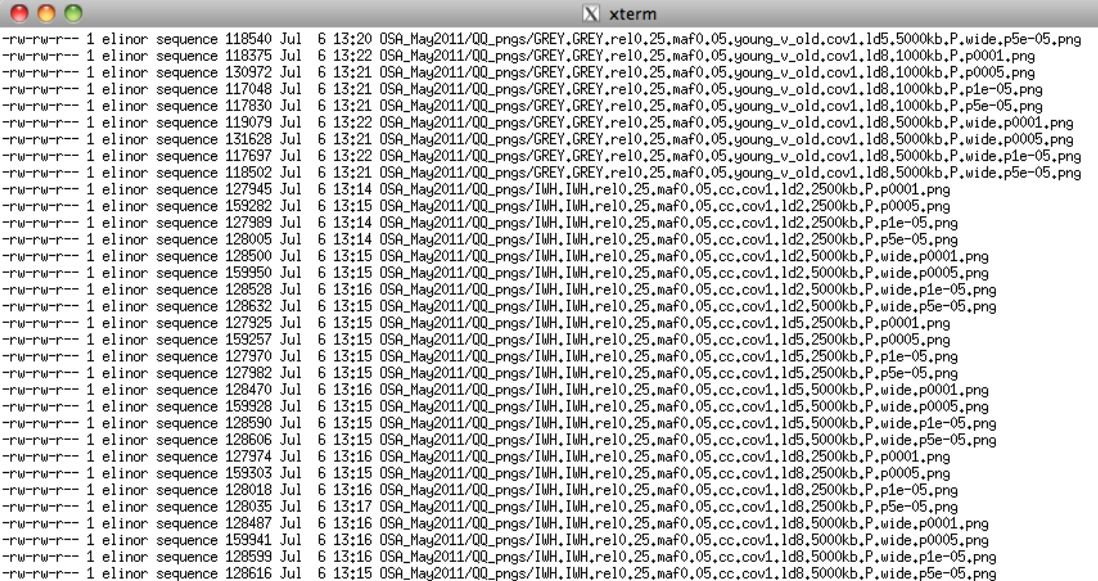 X xterm
-rw-rw-r--- 1 elinor sequence 118540 Jul  6 13:20 OSA_May2011/QQ_pngs/GREY.GREY.rel0.25.maf0.05.young_v_old.cov1.ld5.5000kb.P.wide.p5e-05.png
-rw-rw-r--- 1 elinor sequence 118375 Jul  6 13:22 OSA_May2011/QQ_pngs/GREY.GREY.rel0.25.maf0.05.young_v_old.cov1.ld8.1000kb.P.p0001.png
-rw-rw-r--- 1 elinor sequence 130972 Jul  6 13:21 OSA_May2011/QQ_pngs/GREY.GREY.rel0.25.maf0.05.young_v_old.cov1.ld8.1000kb.P.p0005.png
-rw-rw-r--- 1 elinor sequence 117048 Jul  6 13:21 OSA_May2011/QQ_pngs/GREY.GREY.rel0.25.maf0.05.young_v_old.cov1.ld8.1000kb.P.p1e-05.png
-rw-rw-r--- 1 elinor sequence 117830 Jul  6 13:21 OSA_May2011/QQ_pngs/GREY.GREY.rel0.25.maf0.05.young_v_old.cov1.ld8.1000kb.P.p5e-05.png
-rw-rw-r--- 1 elinor sequence 119079 Jul  6 13:22 OSA_May2011/QQ_pngs/GREY.GREY.rel0.25.maf0.05.young_v_old.cov1.ld8.5000kb.P.wide.p0001.png
-rw-rw-r--- 1 elinor sequence 131628 Jul  6 13:21 OSA_May2011/QQ_pngs/GREY.GREY.rel0.25.maf0.05.young_v_old.cov1.ld8.5000kb.P.wide.p0005.png
-rw-rw-r--- 1 elinor sequence 117697 Jul  6 13:22 OSA_May2011/QQ_pngs/GREY.GREY.rel0.25.maf0.05.young_v_old.cov1.ld8.5000kb.P.wide.p1e-05.png
-rw-rw-r--- 1 elinor sequence 118502 Jul  6 13:21 OSA_May2011/QQ_pngs/GREY.GREY.rel0.25.maf0.05.young_v_old.cov1.ld8.5000kb.P.wide.p5e-05.png
-rw-rw-r--- 1 elinor sequence 127945 Jul  6 13:14 OSA_May2011/QQ_pngs/IWH.IWH.rel0.25.maf0.05.cc.cov1.ld2.2500kb.P.p0001.png
-rw-rw-r--- 1 elinor sequence 159282 Jul  6 13:15 OSA_May2011/QQ_pngs/IWH.IWH.rel0.25.maf0.05.cc.cov1.ld2.2500kb.P.p0005.png
-rw-rw-r--- 1 elinor sequence 127989 Jul  6 13:14 OSA_May2011/QQ_pngs/IWH.IWH.rel0.25.maf0.05.cc.cov1.ld2.2500kb.P.p1e-05.png
-rw-rw-r--- 1 elinor sequence 128005 Jul  6 13:14 OSA_May2011/QQ_pngs/IWH.IWH.rel0.25.maf0.05.cc.cov1.ld2.2500kb.P.p5e-05.png
-rw-rw-r--- 1 elinor sequence 128500 Jul  6 13:15 OSA_May2011/QQ_pngs/IWH.IWH.rel0.25.maf0.05.cc.cov1.ld2.5000kb.P.wide.p0001.png
-rw-rw-r--- 1 elinor sequence 159950 Jul  6 13:15 OSA_May2011/QQ_pngs/IWH.IWH.rel0.25.maf0.05.cc.cov1.ld2.5000kb.P.wide.p0005.png
-rw-rw-r--- 1 elinor sequence 128528 Jul  6 13:16 OSA_May2011/QQ_pngs/IWH.IWH.rel0.25.maf0.05.cc.cov1.ld2.5000kb.P.wide.p1e-05.png
-rw-rw-r--- 1 elinor sequence 128632 Jul  6 13:15 OSA_May2011/QQ_pngs/IWH.IWH.rel0.25.maf0.05.cc.cov1.ld2.5000kb.P.wide.p5e-05.png
-rw-rw-r--- 1 elinor sequence 127925 Jul  6 13:15 OSA_May2011/QQ_pngs/IWH.IWH.rel0.25.maf0.05.cc.cov1.ld5.2500kb.P.p0001.png
-rw-rw-r--- 1 elinor sequence 159257 Jul  6 13:15 OSA_May2011/QQ_pngs/IWH.IWH.rel0.25.maf0.05.cc.cov1.ld5.2500kb.P.p0005.png
-rw-rw-r--- 1 elinor sequence 127970 Jul  6 13:15 OSA_May2011/QQ_pngs/IWH.IWH.rel0.25.maf0.05.cc.cov1.ld5.2500kb.P.p1e-05.png
-rw-rw-r--- 1 elinor sequence 127982 Jul  6 13:15 OSA_May2011/QQ_pngs/IWH.IWH.rel0.25.maf0.05.cc.cov1.ld5.2500kb.P.p5e-05.png
-rw-rw-r--- 1 elinor sequence 128470 Jul  6 13:16 OSA_May2011/QQ_pngs/IWH.IWH.rel0.25.maf0.05.cc.cov1.ld5.5000kb.P.wide.p0001.png
-rw-rw-r--- 1 elinor sequence 159928 Jul  6 13:15 OSA_May2011/QQ_pngs/IWH.IWH.rel0.25.maf0.05.cc.cov1.ld5.5000kb.P.wide.p0005.png
-rw-rw-r--- 1 elinor sequence 128590 Jul  6 13:15 OSA_May2011/QQ_pngs/IWH.IWH.rel0.25.maf0.05.cc.cov1.ld5.5000kb.P.wide.p1e-05.png
-rw-rw-r--- 1 elinor sequence 128606 Jul  6 13:15 OSA_May2011/QQ_pngs/IWH.IWH.rel0.25.maf0.05.cc.cov1.ld5.5000kb.P.wide.p5e-05.png
-rw-rw-r--- 1 elinor sequence 127974 Jul  6 13:16 OSA_May2011/QQ_pngs/IWH.IWH.rel0.25.maf0.05.cc.cov1.ld8.2500kb.P.p0001.png
-rw-rw-r--- 1 elinor sequence 159303 Jul  6 13:15 OSA_May2011/QQ_pngs/IWH.IWH.rel0.25.maf0.05.cc.cov1.ld8.2500kb.P.p0005.png
-rw-rw-r--- 1 elinor sequence 128018 Jul  6 13:16 OSA_May2011/QQ_pngs/IWH.IWH.rel0.25.maf0.05.cc.cov1.ld8.2500kb.P.p1e-05.png
-rw-rw-r--- 1 elinor sequence 128035 Jul  6 13:17 OSA_May2011/QQ_pngs/IWH.IWH.rel0.25.maf0.05.cc.cov1.ld8.2500kb.P.p5e-05.png
-rw-rw-r--- 1 elinor sequence 128487 Jul  6 13:16 OSA_May2011/QQ_pngs/IWH.IWH.rel0.25.maf0.05.cc.cov1.ld8.5000kb.P.wide.p0001.png
-rw-rw-r--- 1 elinor sequence 159941 Jul  6 13:16 OSA_May2011/QQ_pngs/IWH.IWH.rel0.25.maf0.05.cc.cov1.ld8.5000kb.P.wide.p0005.png
-rw-rw-r--- 1 elinor sequence 128599 Jul  6 13:16 OSA_May2011/QQ_pngs/IWH.IWH.rel0.25.maf0.05.cc.cov1.ld8.5000kb.P.wide.p1e-05.png
-rw-rw-r--- 1 elinor sequence 128616 Jul  6 13:15 OSA_May2011/QQ_pngs/IWH.IWH.rel0.25.maf0.05.cc.cov1.ld8.5000kb.P.wide.p5e-05.png